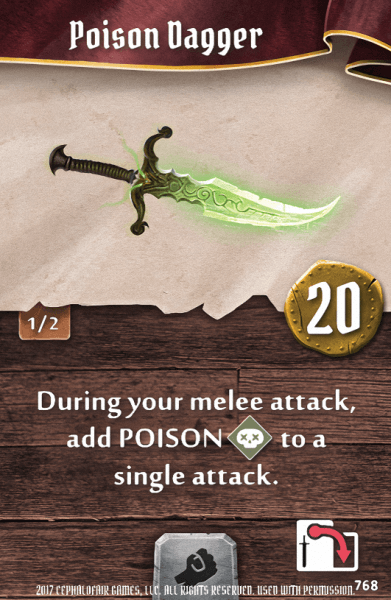 Poison Dagger
20
1/2
During your melee attack,
add POISON to a
single attack.
2017 CEPHALOFAIR GAMES, LLC. ALL RIGHTS RESERVED. USED WITH PERMISSION.
768